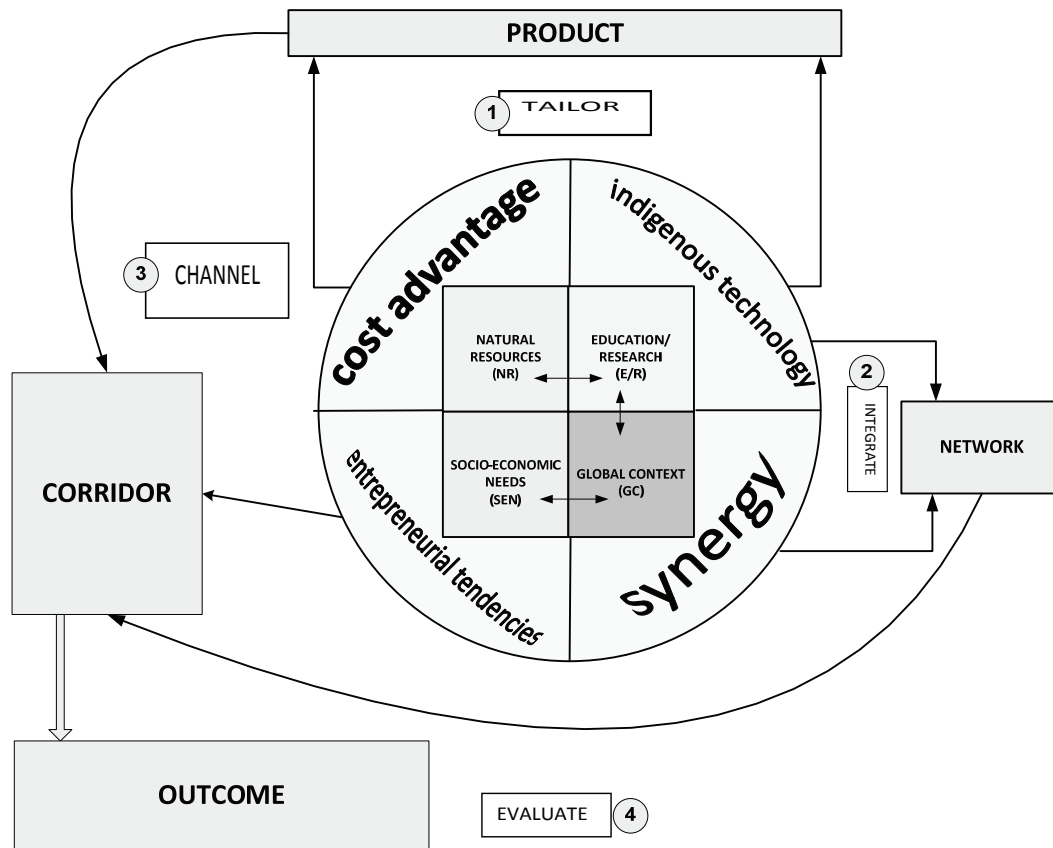 PRODUCT
1
TAILOR
cost advantage
indigenous technology
3
CHANNEL
NATURAL
RESOURCES
(NR)
EDUCATION/
RESEARCH
(E/R)
2
INTEGRATE
NETWORK
CORRIDOR
SOCIO-ECONOMIC
NEEDS
(SEN)
GLOBAL CONTEXT
(GC)
entrepreneurial tendencies
synergy
OUTCOME
EVALUATE
4